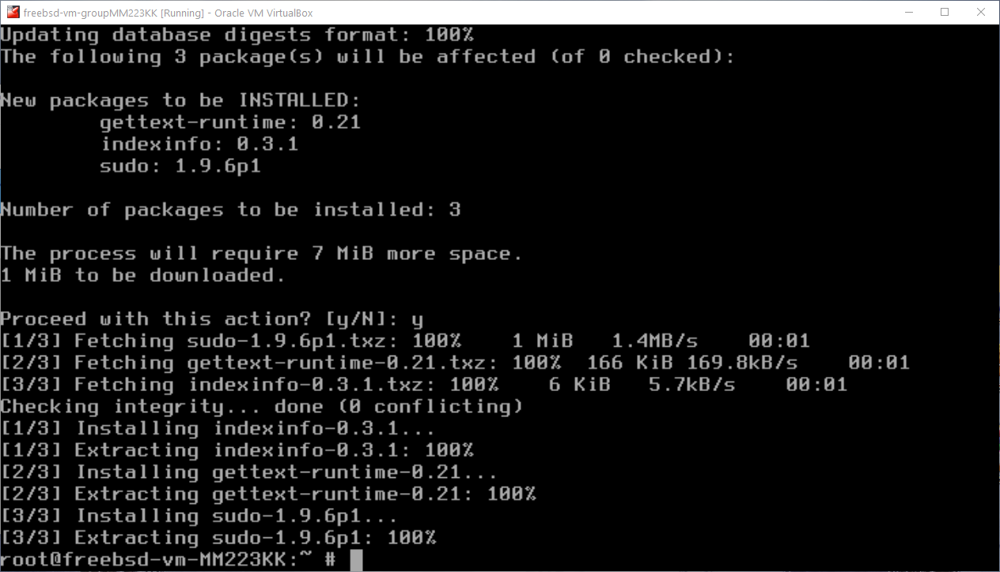 freebsd-vm-groupMM223KK [Running] - Oracle VM VirtualBox
Updating database digests format: 100%
The following 3 package(s) will be affected (of 0 checked):
New packages to be INSTALLED:
gettext-runtime: 0.21
indexinfo: 0.3.1
sudo: 1.9.6p1
Number of packages to be installed: 3
The process will require 7 MiB more space.
1 MiB to be downloaded.
Proceed with this action? [y/N]: y
[1/3] Fetching sudo-1.9.6p1.txz: 100%    1 MiB   1.4MB/s    00:01
[2/3] Fetching gettext-runtime-0.21.txz: 100%  166 KiB 169.8kB/s    00:01
[3/3] Fetching indexinfo-0.3.1.txz: 100%    6 KiB   5.7kB/s    00:01
Checking integrity... done (0 conflicting)
[1/3] Installing indexinfo-0.3.1...
[1/3] Extracting indexinfo-0.3.1: 100%
[2/3] Installing gettext-runtime-0.21...
[2/3] Extracting gettext-runtime-0.21: 100%
[3/3] Installing sudo-1.9.6p1...
[3/3] Extracting sudo-1.9.6p1: 100%
root@freebsd-vm-MM223KK:~ #